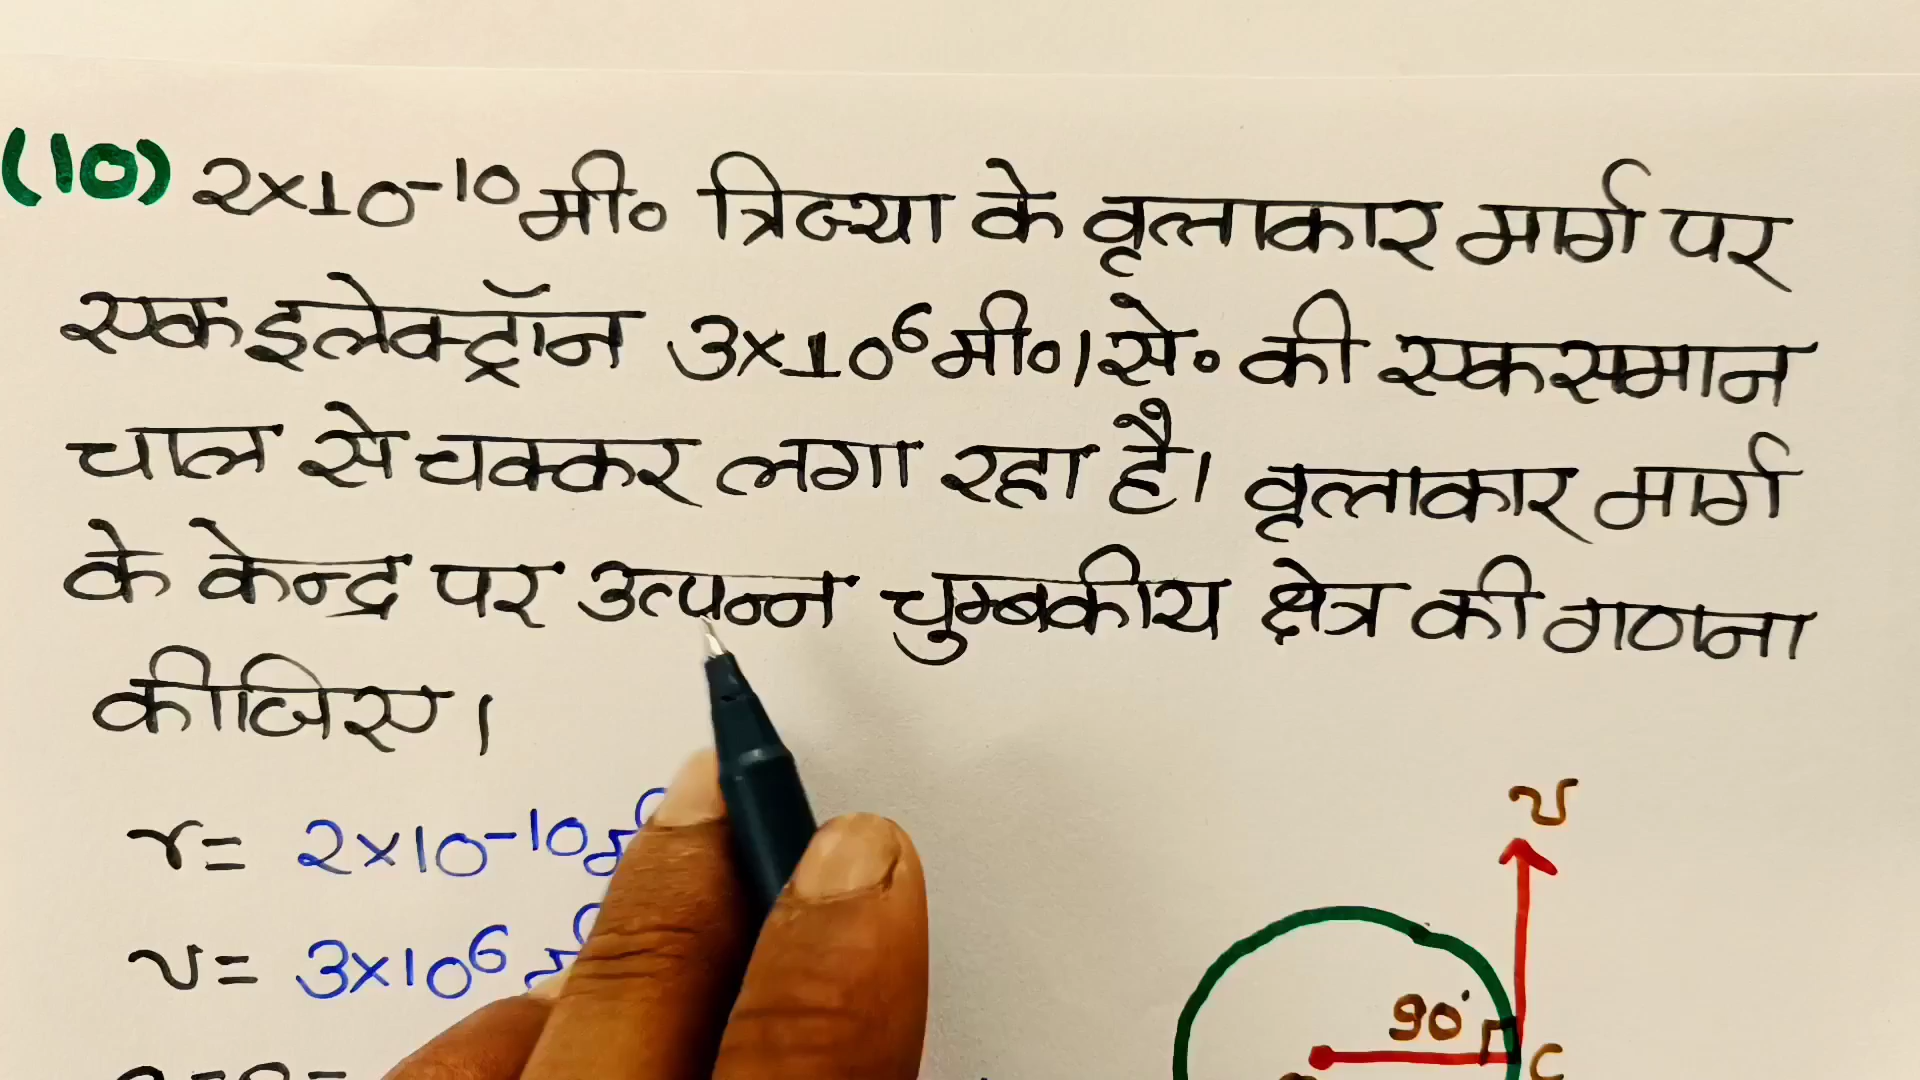 (10) 2×10⁻¹⁰ मी० त्रिज्या के वृत्ताकार मार्ग पर
एक इलेक्ट्रॉन 3×10⁶ मी०/से० की एकसमान
चाल से चक्कर लगा रहा है। वृत्ताकार मार्ग
के केन्द्र पर उत्पन्न चुम्बकीय क्षेत्र की गणना
कीजिए।
r = 2×10⁻¹⁰
v = 3×10⁶
v
90°
C